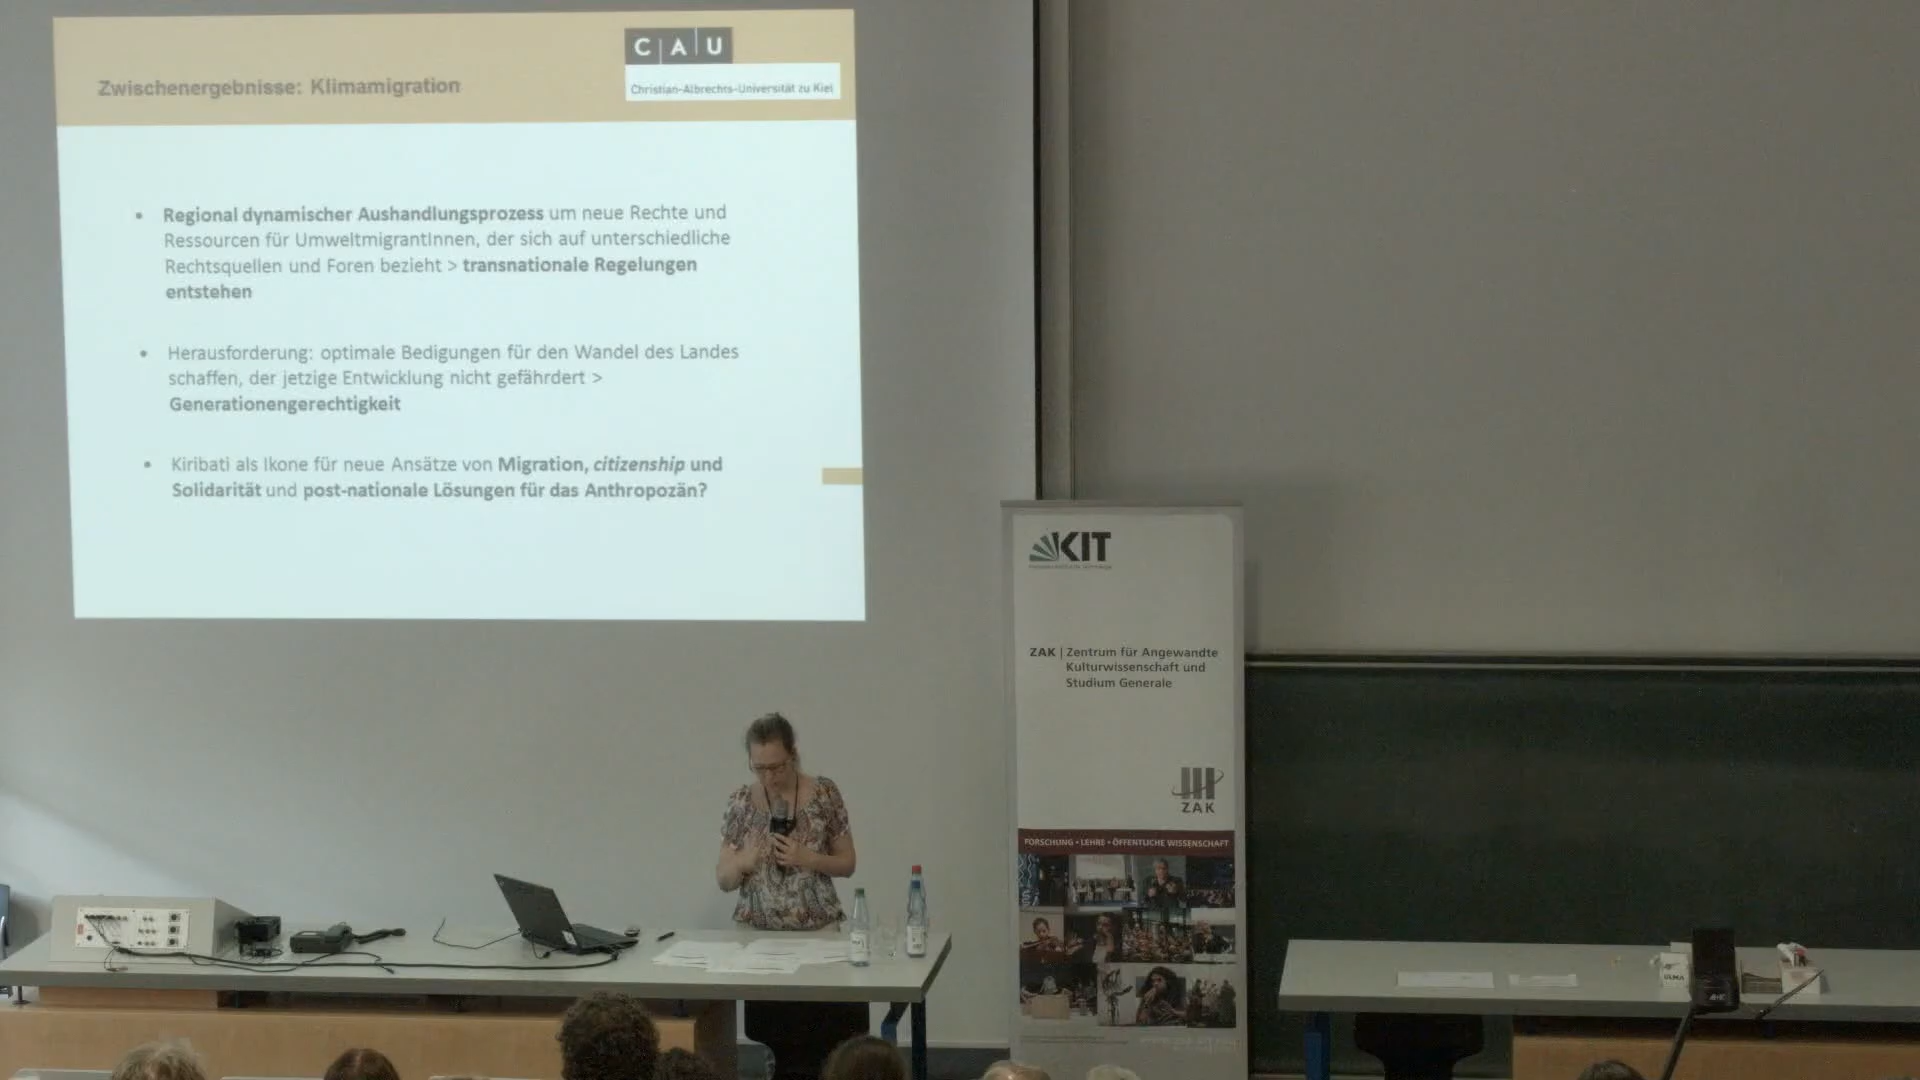 C A U
Christian-Albrechts-Universität zu Kiel
Zwischenergebnisse: Klimamigration
• Regional dynamischer Aushandlungsprozess um neue Rechte und
Ressourcen für UmweltmigrantInnen, der sich auf unterschiedliche
Rechtsquellen und Foren bezieht > transnationale Regelungen
entstehen
• Herausforderung: optimale Bedigungen für den Wandel des Landes
schaffen, der jetzige Entwicklung nicht gefährdert >
Generationengerechtigkeit
• Kiribati als Ikone für neue Ansätze von Migration, citizenship und
Solidarität und post-nationale Lösungen für das Anthropozän?
KIT
ZAK | Zentrum für Angewandte
Kulturwissenschaft und
Studium Generale
ZAK
FORSCHUNG • LEHRE • ÖFFENTLICHE WISSENSCHAFT
ULMA